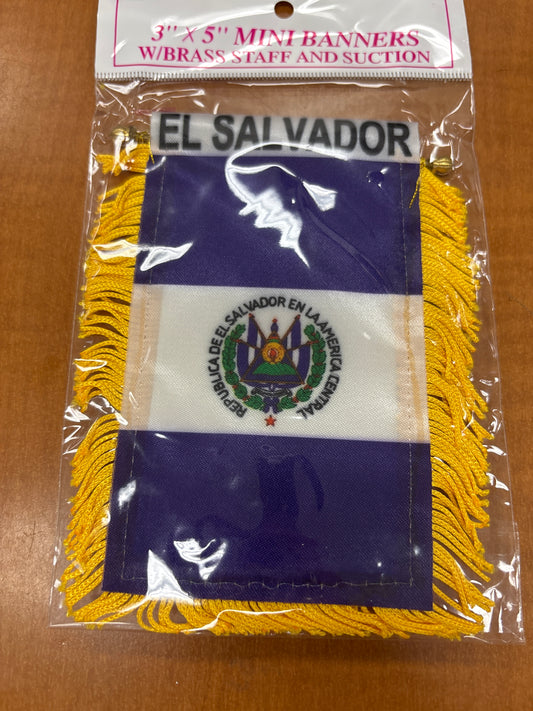 3" X 5" MINI BANNERS
W/BRASS STAFF AND SUCTION
EL SALVADOR
REPUBLICA DE EL SALVADOR EN LA AMERICA CENTRAL